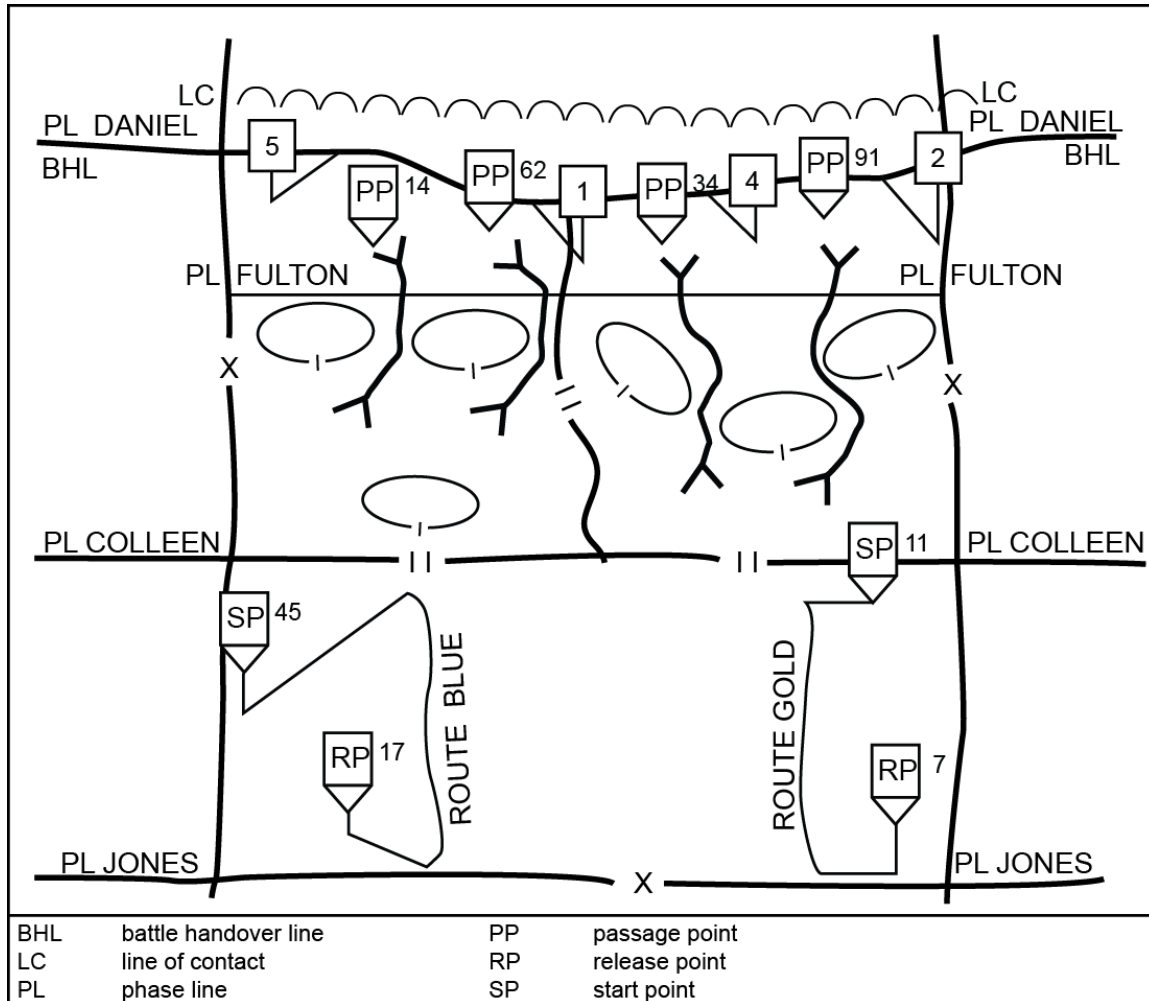 LC LC
PL DANIEL PL DANIEL
BHL BHL
5 PP 14 PP 62 1 PP 34 4 PP 91 2
PL FULTON PL FULTON
X X
PL COLLEEN PL COLLEEN
SP 11
SP 45
ROUTE BLUE
ROUTE GOLD
RP 17
RP 7
PL JONES PL JONES
X
BHL battle handover line PP passage point
LC line of contact RP release point
PL phase line SP start point